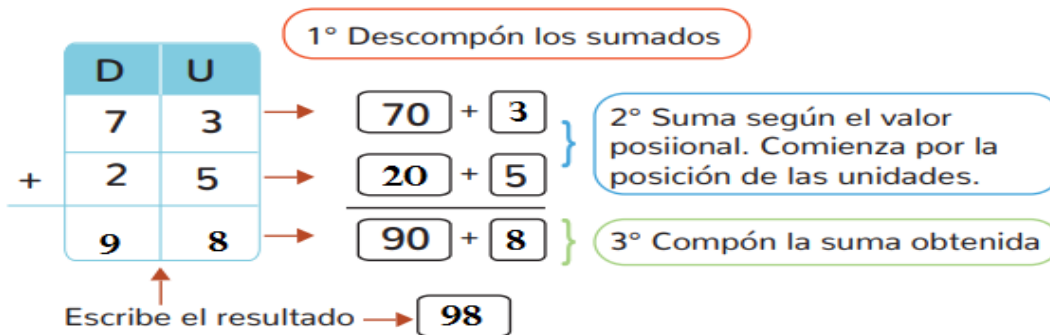 1° Descompón los sumados
D U
7 3
70 + 3
+ 2 5
20 + 5
9 8
90 + 8
2° Suma según el valor
posiional. Comienza por la
posición de las unidades.
3° Compón la suma obtenida
Escribe el resultado
98